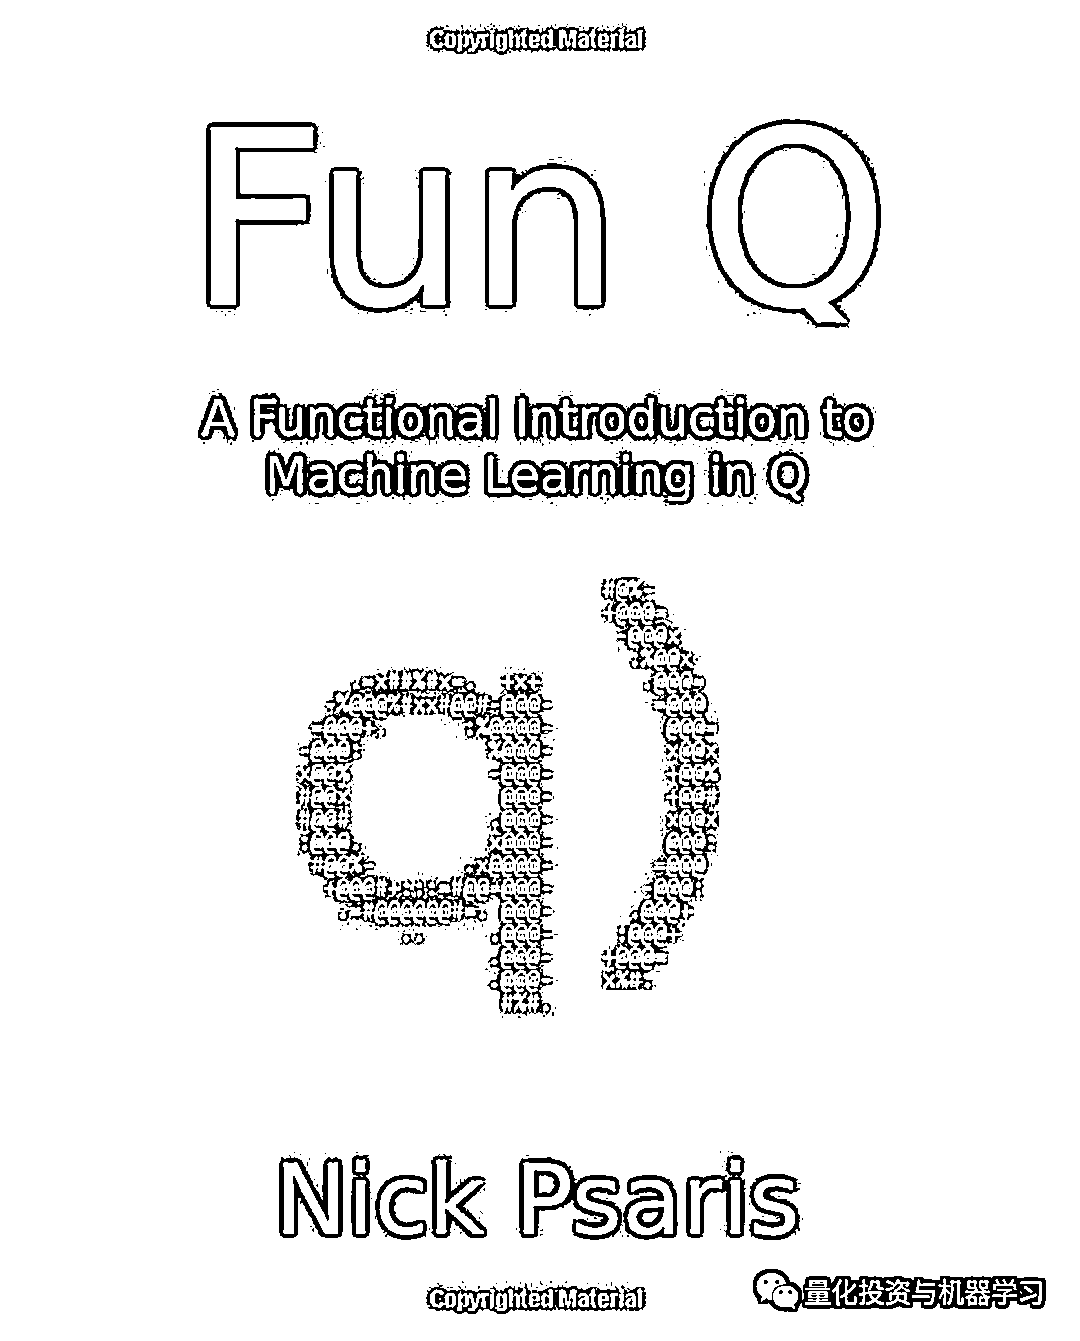 Copyrighted Material
Fun Q
A Functional Introduction to
Machine Learning in Q
q)
Nick Psaris
Copyrighted Material
量化投资与机器学习